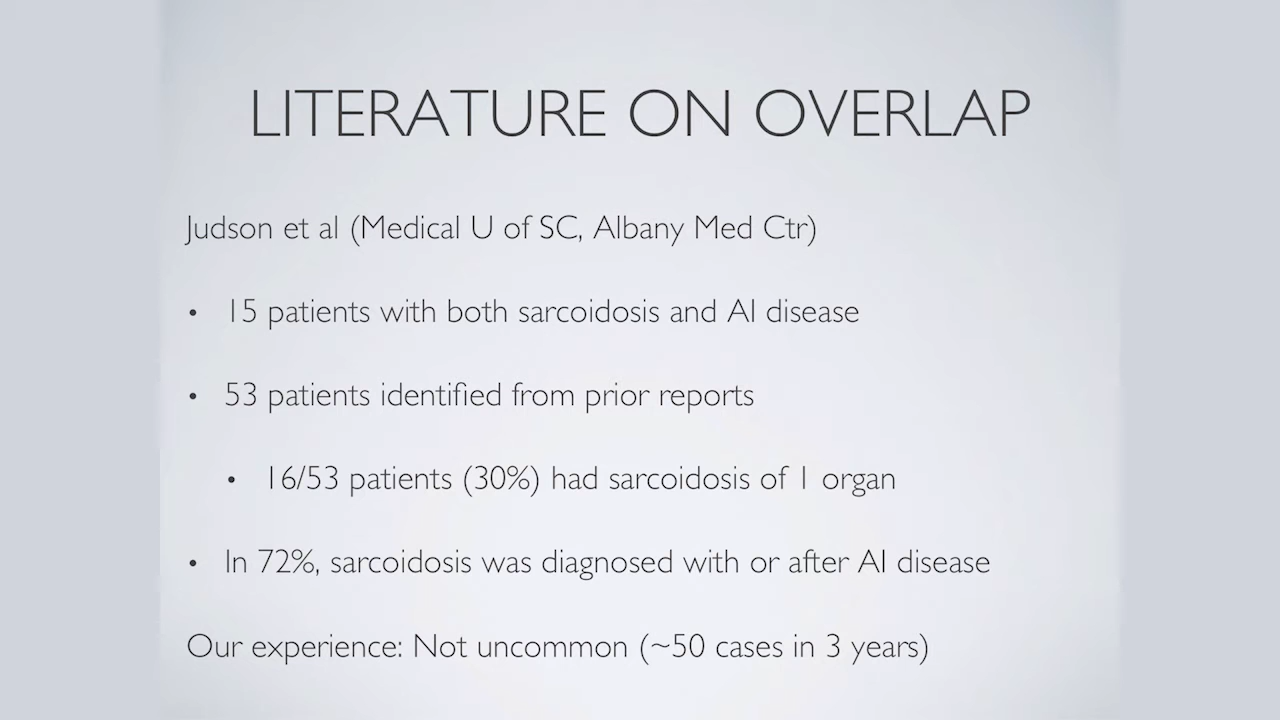 LITERATURE ON OVERLAP
Judson et al (Medical U of SC, Albany Med Ctr)
• 15 patients with both sarcoidosis and AI disease
• 53 patients identified from prior reports
• 16/53 patients (30%) had sarcoidosis of 1 organ
• In 72%, sarcoidosis was diagnosed with or after AI disease
Our experience: Not uncommon (~50 cases in 3 years)